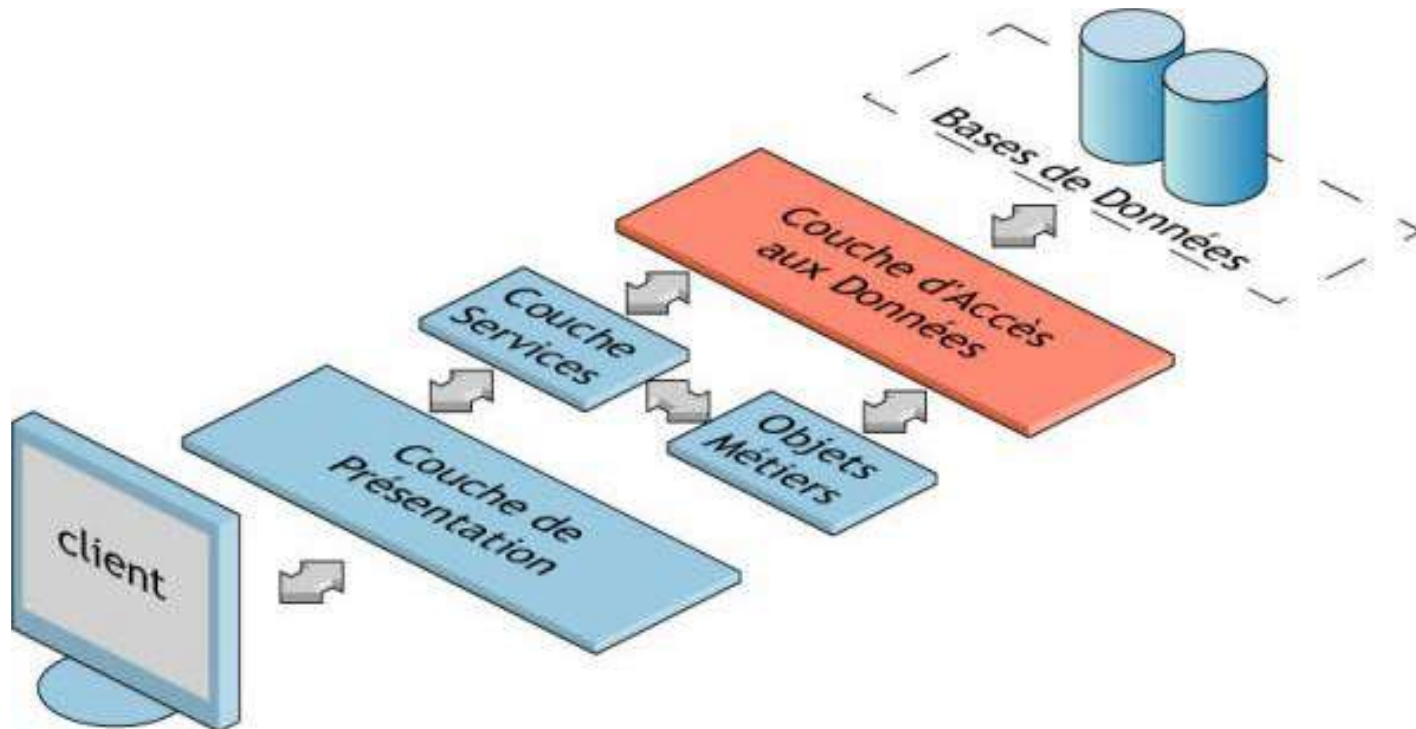 Bases de Données
Couche d'Accès
aux Données
Couche
Services
Objets
Métiers
Couche de
Présentation
client